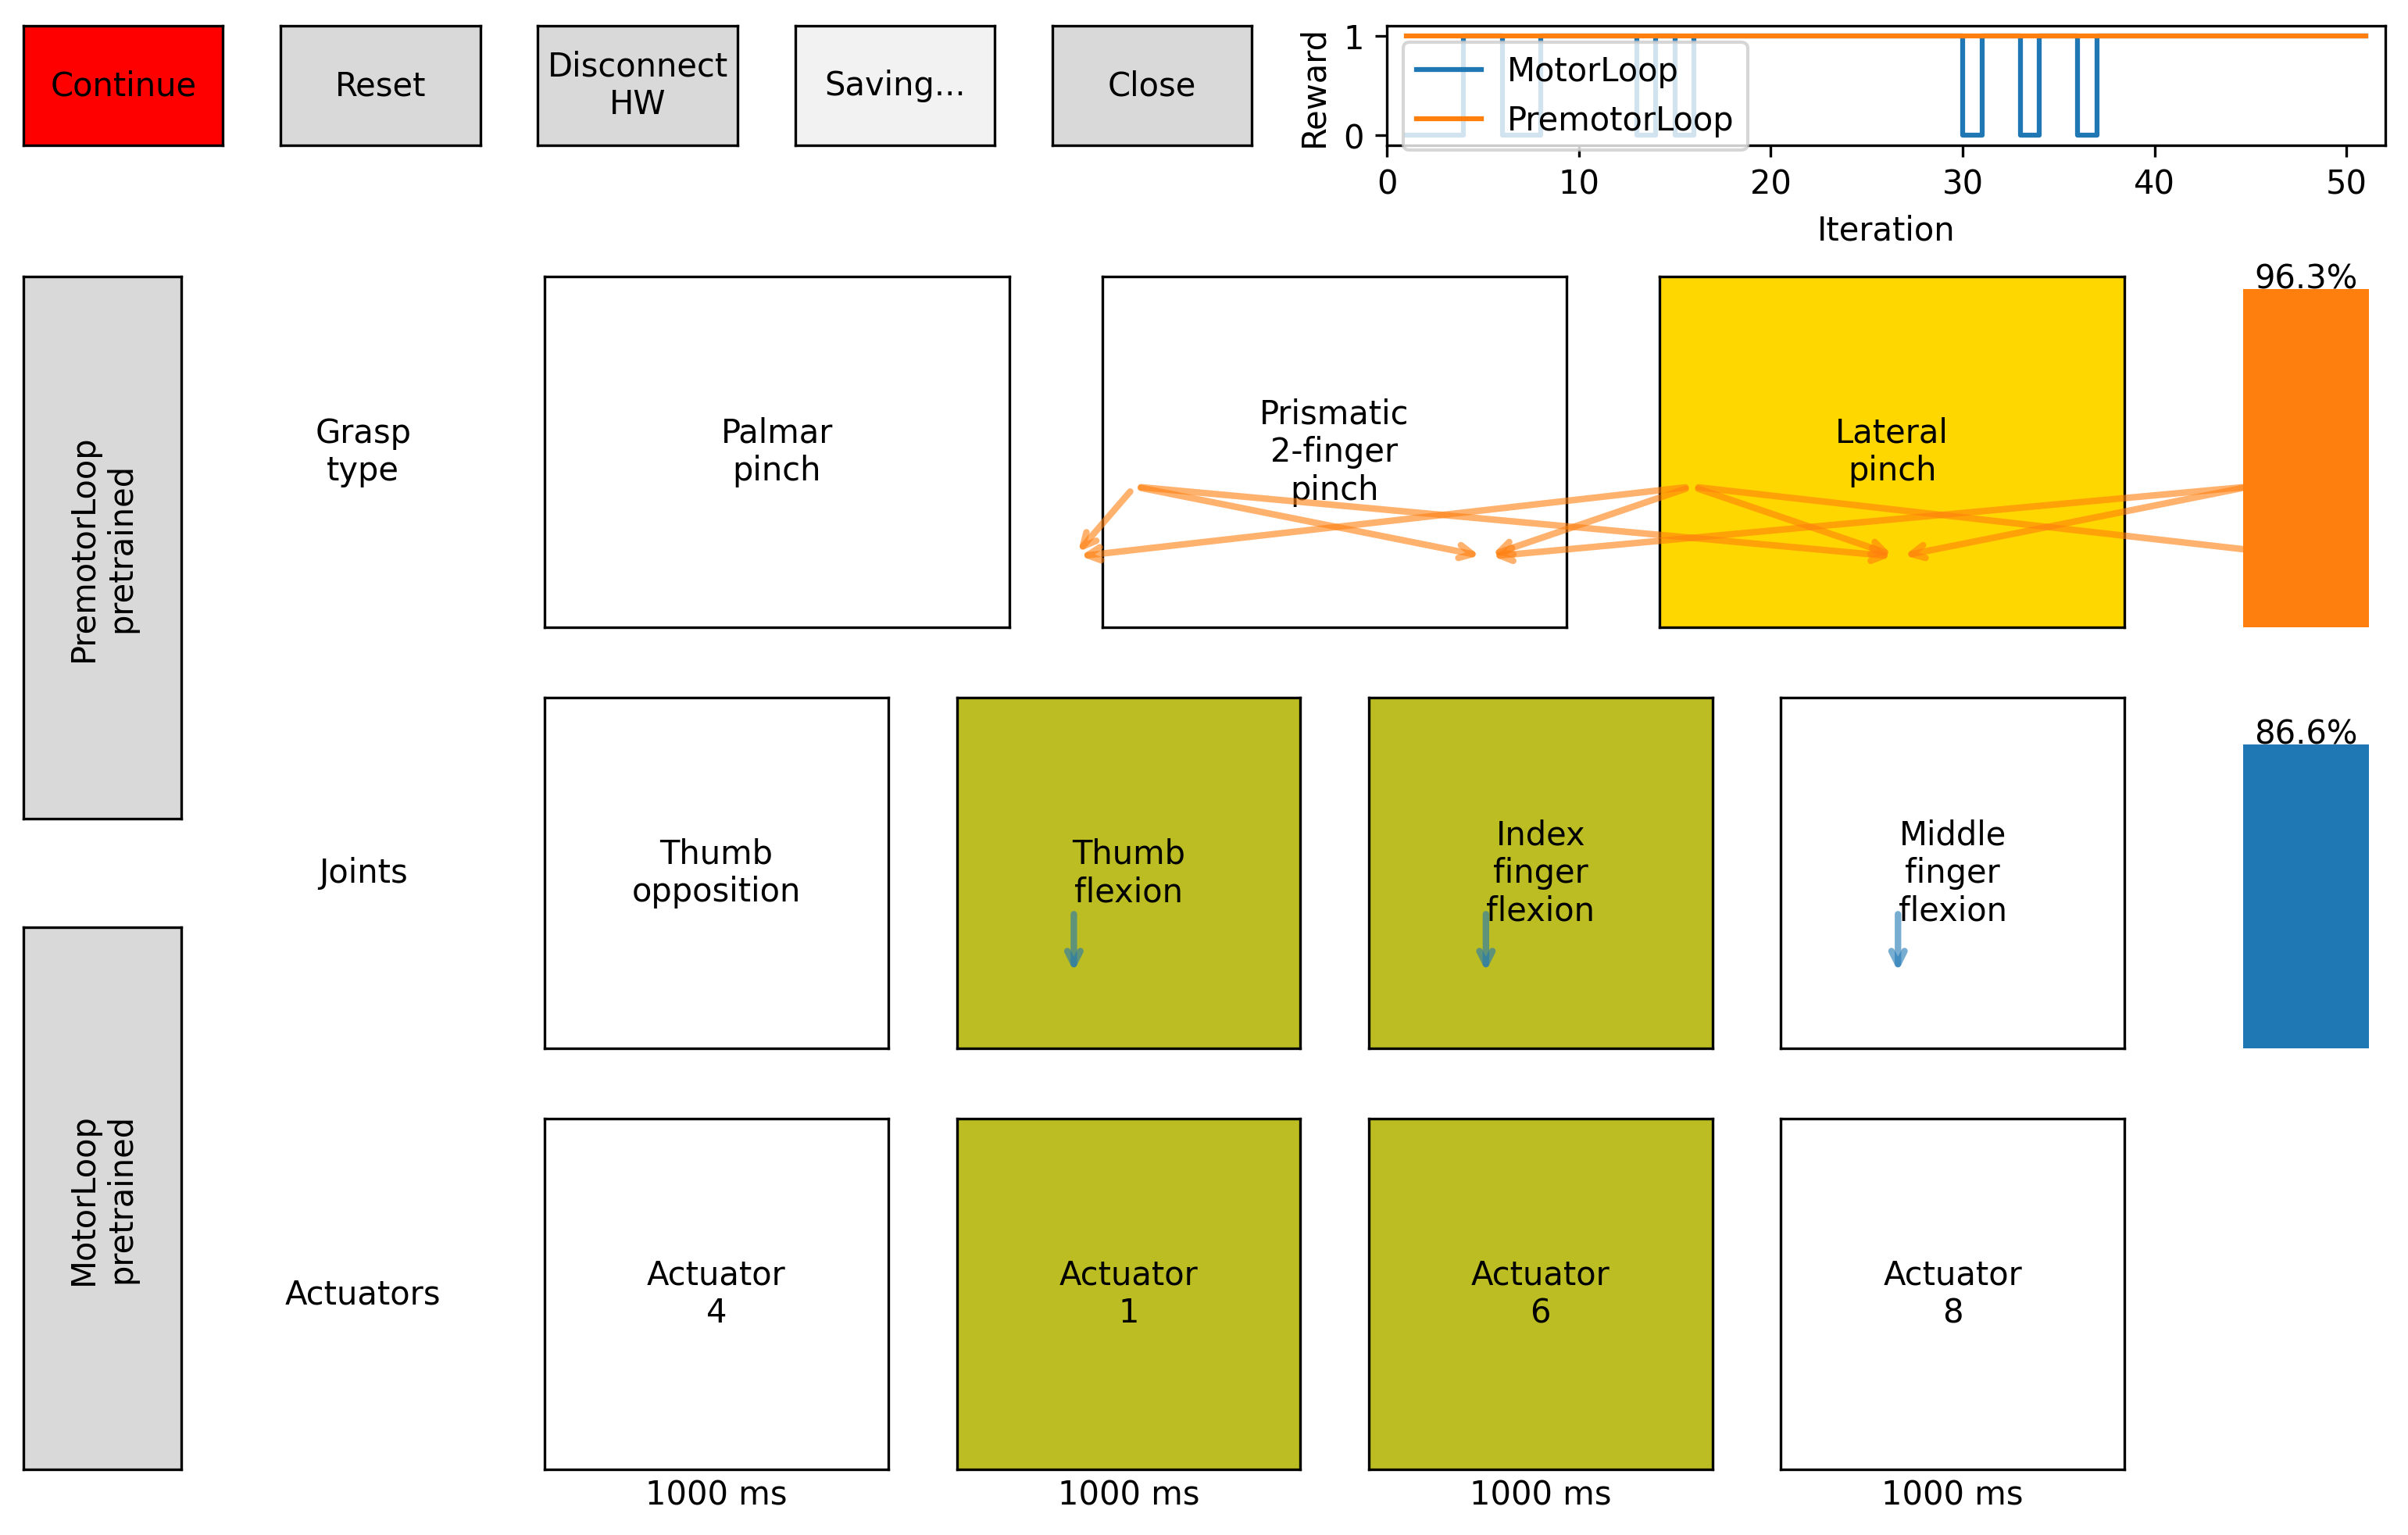 Continue
Reset
Disconnect
HW
Saving...
Close
Reward
1
0
MotorLoop
PremotorLoop
0
10
20
30
40
50
Iteration
PremotorLoop
pretrained
Grasp
type
Palmar
pinch
Prismatic
2-finger
pinch
Lateral
pinch
96.3%
Joints
Thumb
opposition
Thumb
flexion
Index
finger
flexion
Middle
finger
flexion
86.6%
MotorLoop
pretrained
Actuators
Actuator
4
Actuator
1
Actuator
6
Actuator
8
1000 ms
1000 ms
1000 ms
1000 ms